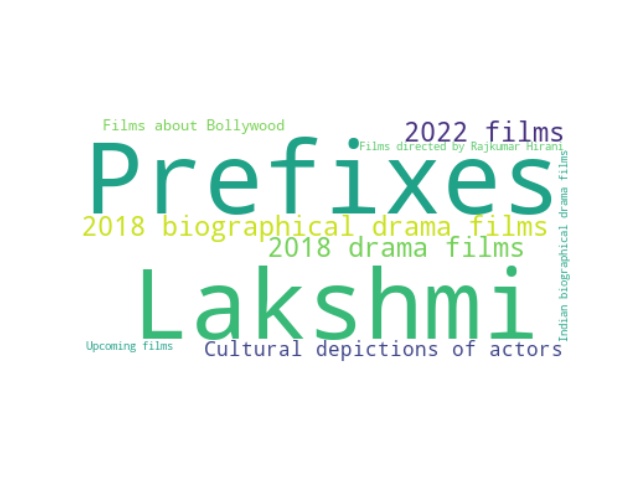 Films about Bollywood
2022 films
Films directed by Rajkumar Hirani
Prefixes
2018 biographical drama films
2018 drama films
Lakshmi
Upcoming films
Cultural depictions of actors
Indian biographical drama films